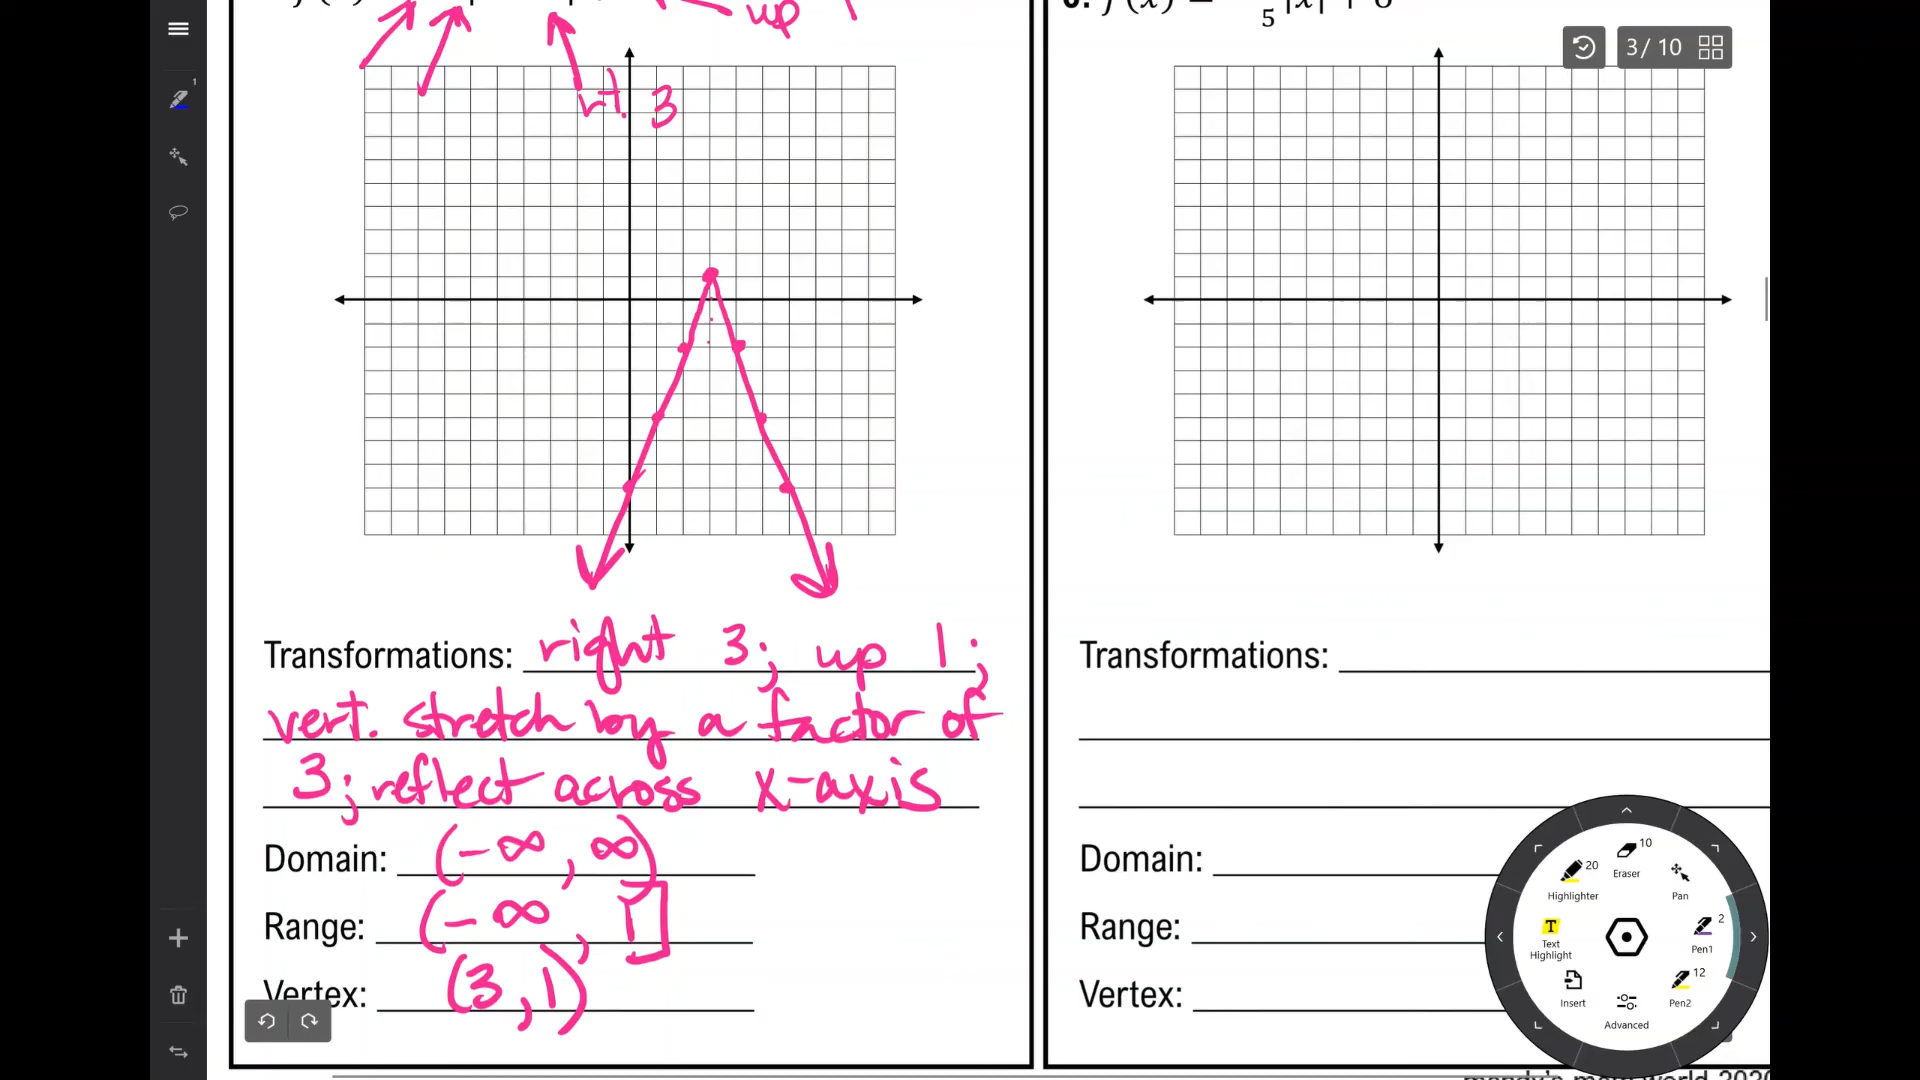 up
5
3 / 10
1
rt. 3
Transformations: right 3; up 1;
vert. stretch by a factor of
3; reflect across x-axis
Domain: (-∞, ∞)
Range: (-∞, 1]
Vertex: (3, 1)
Transformations:
Domain:
Range:
Vertex:
10
Eraser
20
Highlighter
Pan
T
Text
Highlight
2
Pen1
12
Pen2
Insert
Advanced